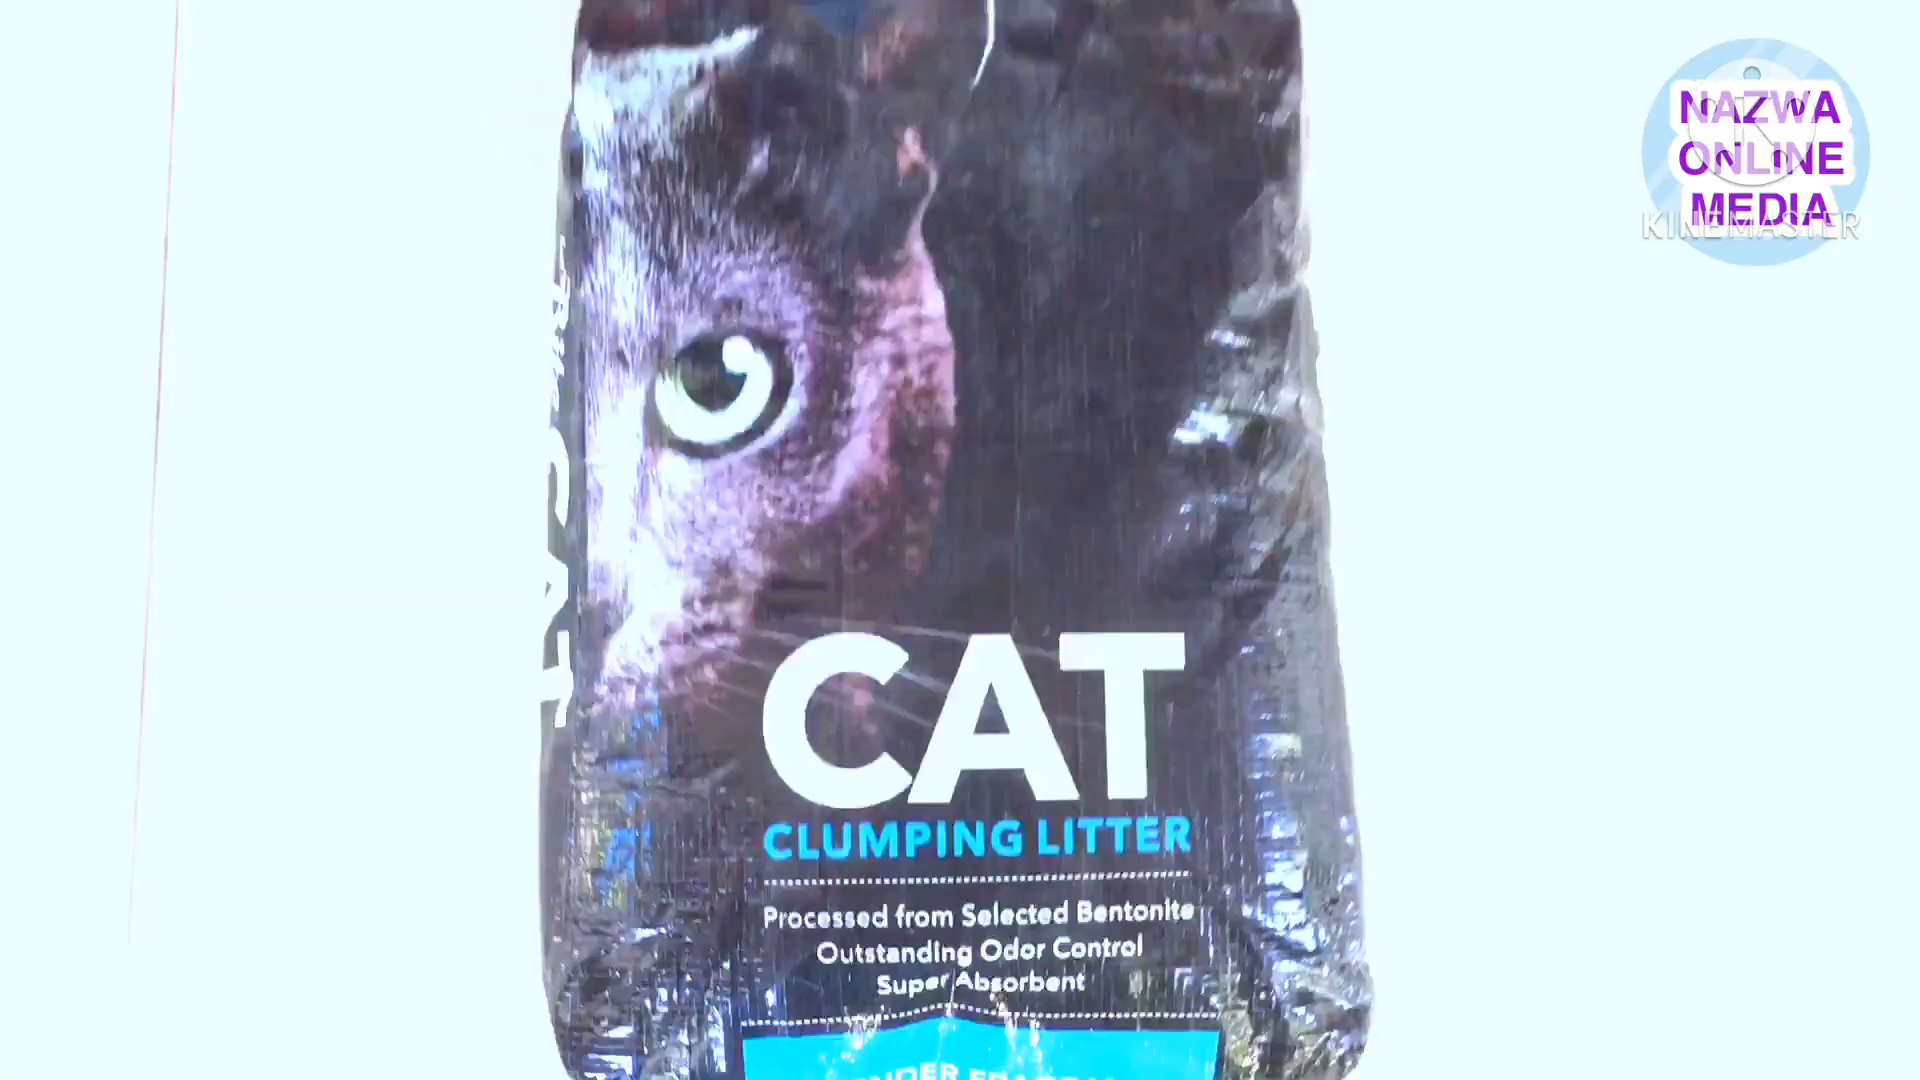 NAZWA
ONLINE
MEDIA
KINEMASTER
CAT
CLUMPING LITTER
Processed from Selected Bentonite
Outstanding Odor Control
Super Absorbent